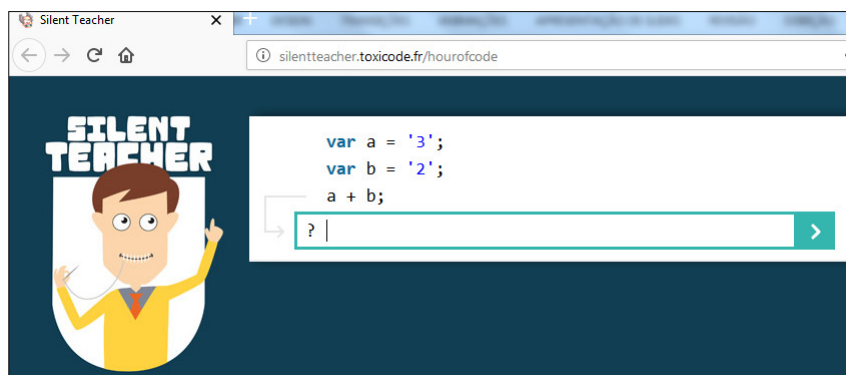 Silent Teacher
silentteacher.toxicode.fr/hourofcode
SILENT
TEACHER
var a = '3';
var b = '2';
a + b;
?